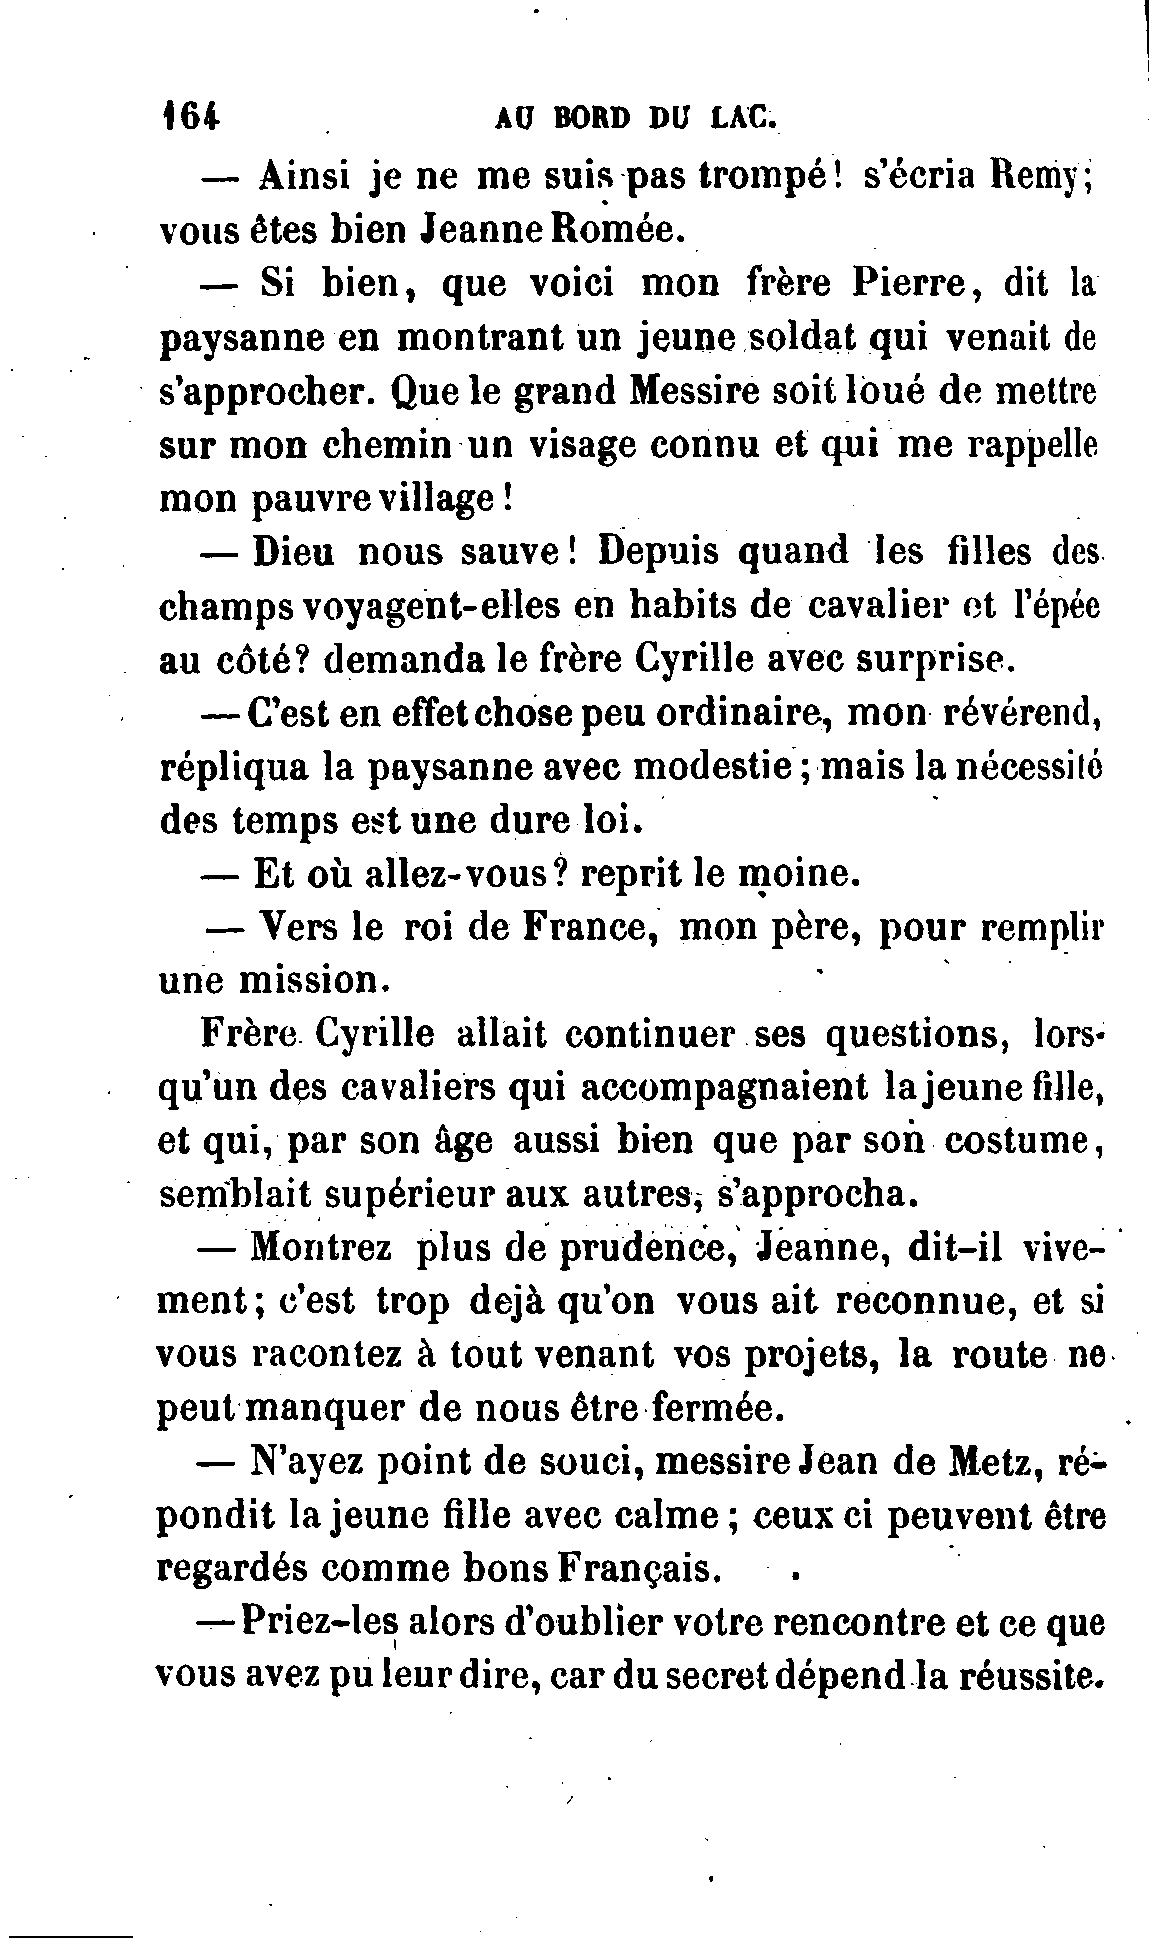 164 AU BORD DU LAC.
— Ainsi je ne me suis pas trompé! s'écria Remy;
vous êtes bien Jeanne Romée.
— Si bien, que voici mon frère Pierre, dit la
paysanne en montrant un jeune soldat qui venait de
s'approcher. Que le grand Messire soit loué de mettre
sur mon chemin un visage connu et qui me rappelle
mon pauvre village!
— Dieu nous sauve! Depuis quand les filles des
champs voyagent-elles en habits de cavalier et l'épée
au côté? demanda le frère Cyrille avec surprise.
— C'est en effet chose peu ordinaire, mon révérend,
répliqua la paysanne avec modestie; mais la nécessité
des temps est une dure loi.
— Et où allez-vous? reprit le moine.
— Vers le roi de France, mon père, pour remplir
une mission.
Frère Cyrille allait continuer ses questions, lors-
qu'un des cavaliers qui accompagnaient la jeune fille,
et qui, par son âge aussi bien que par son costume,
semblait supérieur aux autres, s'approcha.
— Montrez plus de prudence, Jeanne, dit-il vive-
ment; c'est trop dejà qu'on vous ait reconnue, et si
vous racontez à tout venant vos projets, la route ne
peut manquer de nous être fermée.
— N'ayez point de souci, messire Jean de Metz, ré-
pondit la jeune fille avec calme; ceux ci peuvent être
regardés comme bons Français.
— Priez-les alors d'oublier votre rencontre et ce que
vous avez pu leur dire, car du secret dépend la réussite.